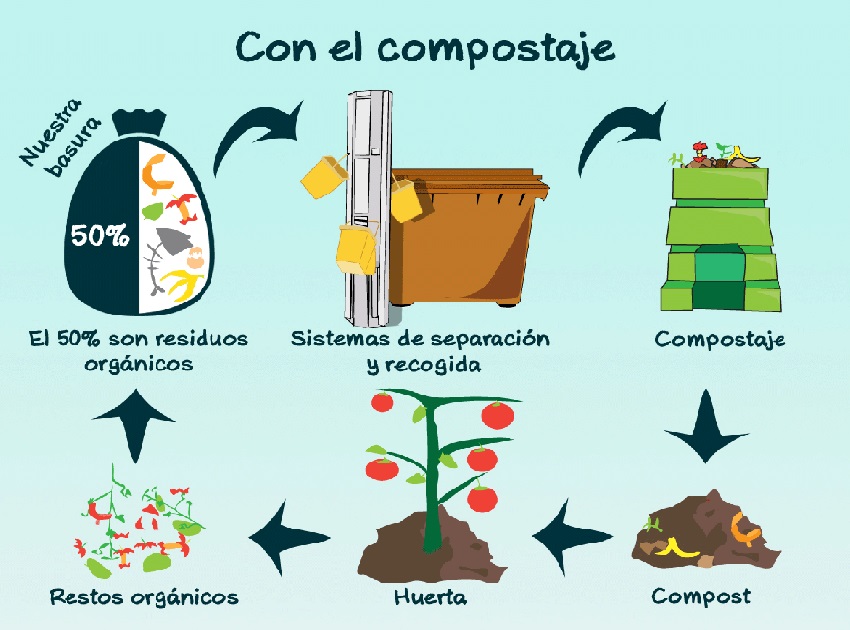 Con el compostaje
Nuestra
basura
50%
El 50% son residuos
orgánicos
Sistemas de separación
y recogida
Compostaje
Restos orgánicos
Huerta
Compost